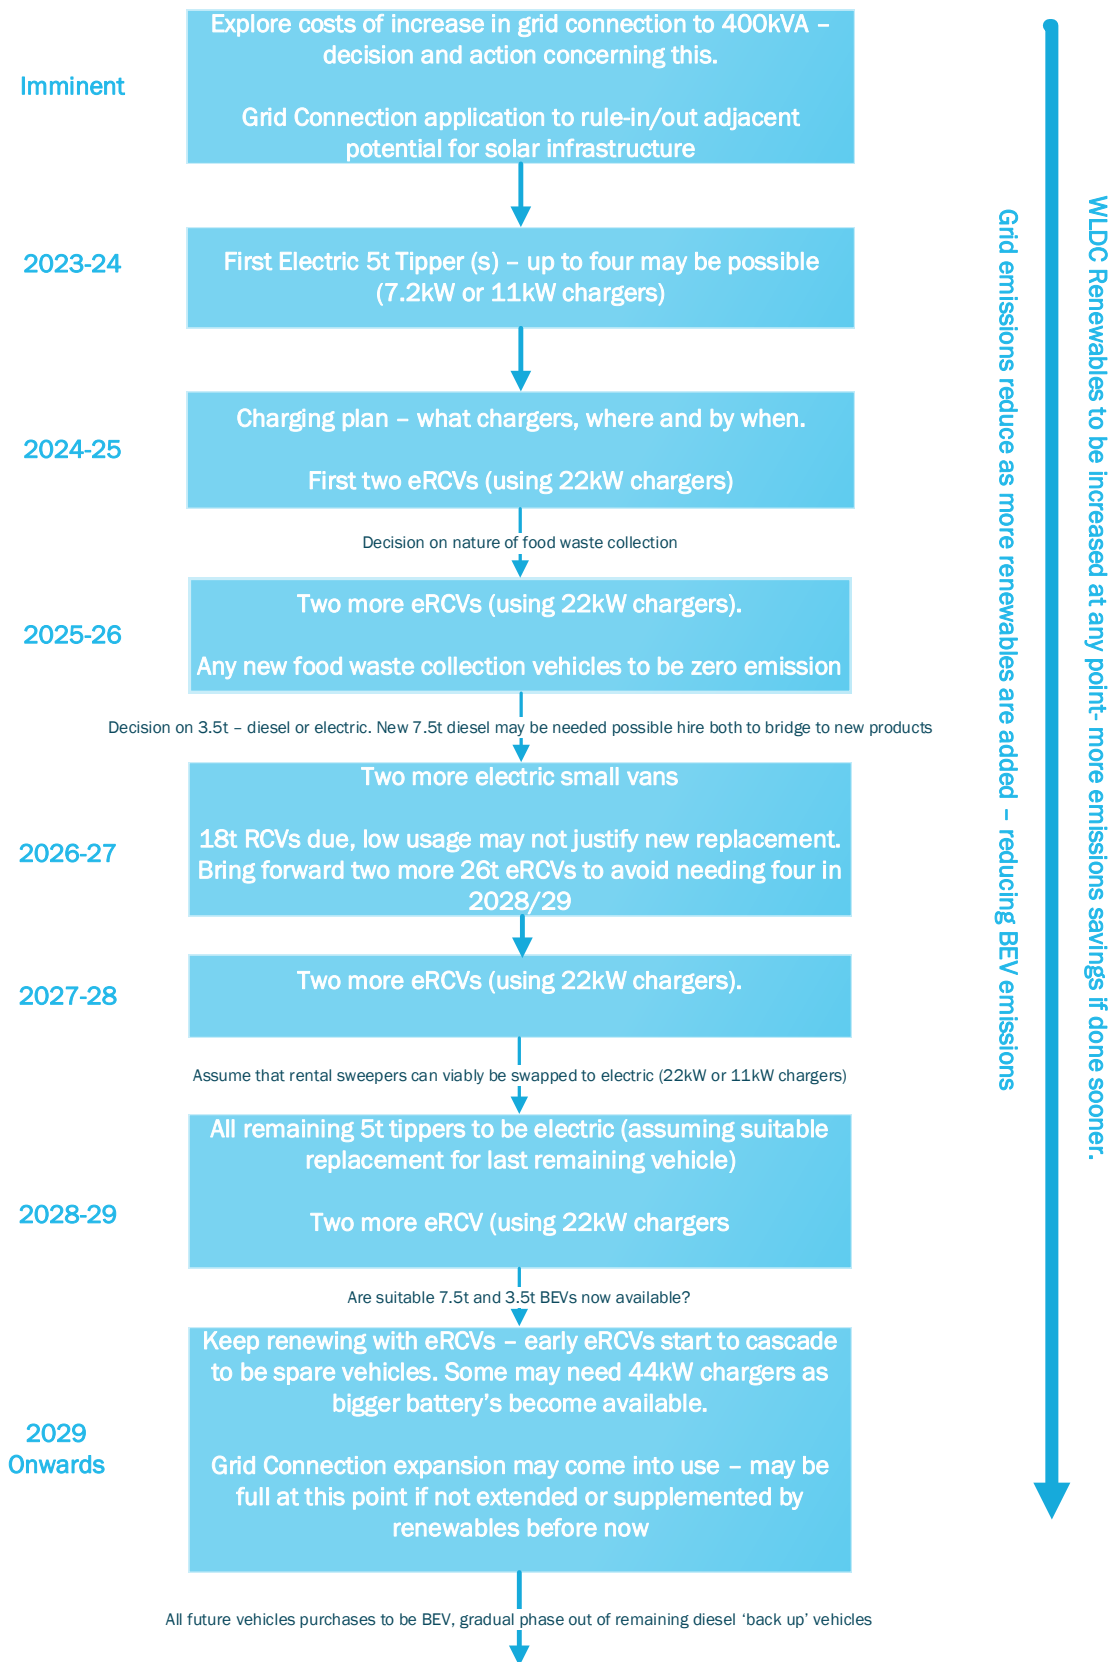 Explore costs of increase in grid connection to 400kVA –
decision and action concerning this.
Grid Connection application to rule-in/out adjacent
potential for solar infrastructure
Imminent
2023-24
First Electric 5t Tipper (s) – up to four may be possible
(7.2kW or 11kW chargers)
2024-25
Charging plan – what chargers, where and by when.
First two eRCVs (using 22kW chargers)
Decision on nature of food waste collection
2025-26
Two more eRCVs (using 22kW chargers).
Any new food waste collection vehicles to be zero emission
Decision on 3.5t – diesel or electric. New 7.5t diesel may be needed possible hire both to bridge to new products
2026-27
Two more electric small vans
18t RCVs due, low usage may not justify new replacement.
Bring forward two more 26t eRCVs to avoid needing four in
2028/29
2027-28
Two more eRCVs (using 22kW chargers).
Assume that rental sweepers can viably be swapped to electric (22kW or 11kW chargers)
2028-29
All remaining 5t tippers to be electric (assuming suitable
replacement for last remaining vehicle)
Two more eRCV (using 22kW chargers
Are suitable 7.5t and 3.5t BEVs now available?
2029
Onwards
Keep renewing with eRCVs – early eRCVs start to cascade
to be spare vehicles. Some may need 44kW chargers as
bigger battery’s become available.
Grid Connection expansion may come into use – may be
full at this point if not extended or supplemented by
renewables before now
All future vehicles purchases to be BEV, gradual phase out of remaining diesel ‘back up’ vehicles
Grid emissions reduce as more renewables are added – reducing BEV emissions
WLDC Renewables to be increased at any point- more emissions savings if done sooner.